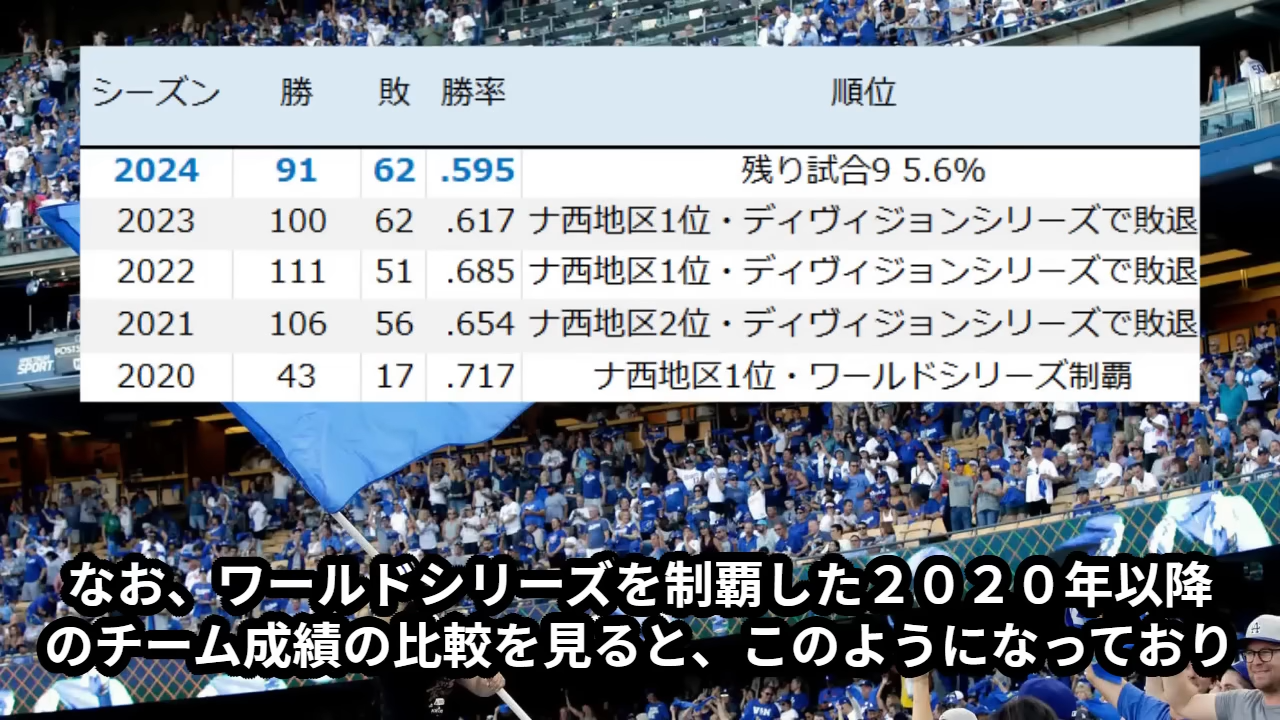 シーズン 勝 敗 勝率 順位
2024 91 62 .595 残り試合9 5.6%
2023 100 62 .617 ナ西地区1位・ディヴィジョンシリーズで敗退
2022 111 51 .685 ナ西地区1位・ディヴィジョンシリーズで敗退
2021 106 56 .654 ナ西地区2位・ディヴィジョンシリーズで敗退
2020 43 17 .717 ナ西地区1位・ワールドシリーズ制覇
SPECTRUM
SPORT
POSTS
なお、ワールドシリーズを制覇した２０２０年以降
のチーム成績の比較を見ると、このようになっており